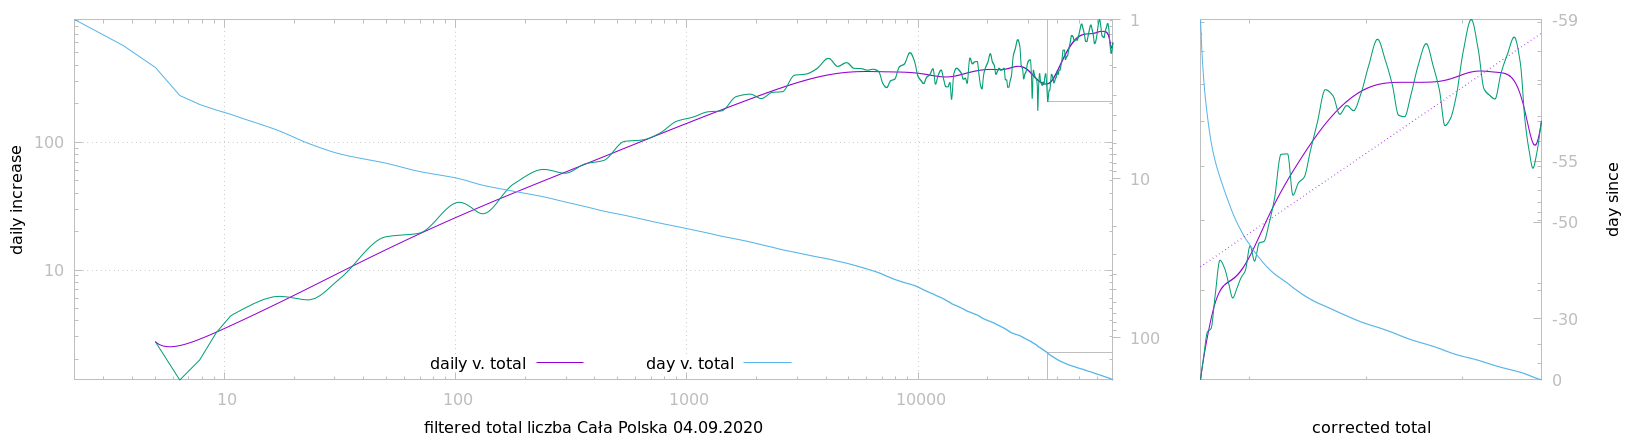 daily increase
100
10
10
100
1000
10000
1
10
100
daily v. total
day v. total
filtered total liczba Cała Polska 04.09.2020
-59
-55
-50
-30
0
day since
corrected total